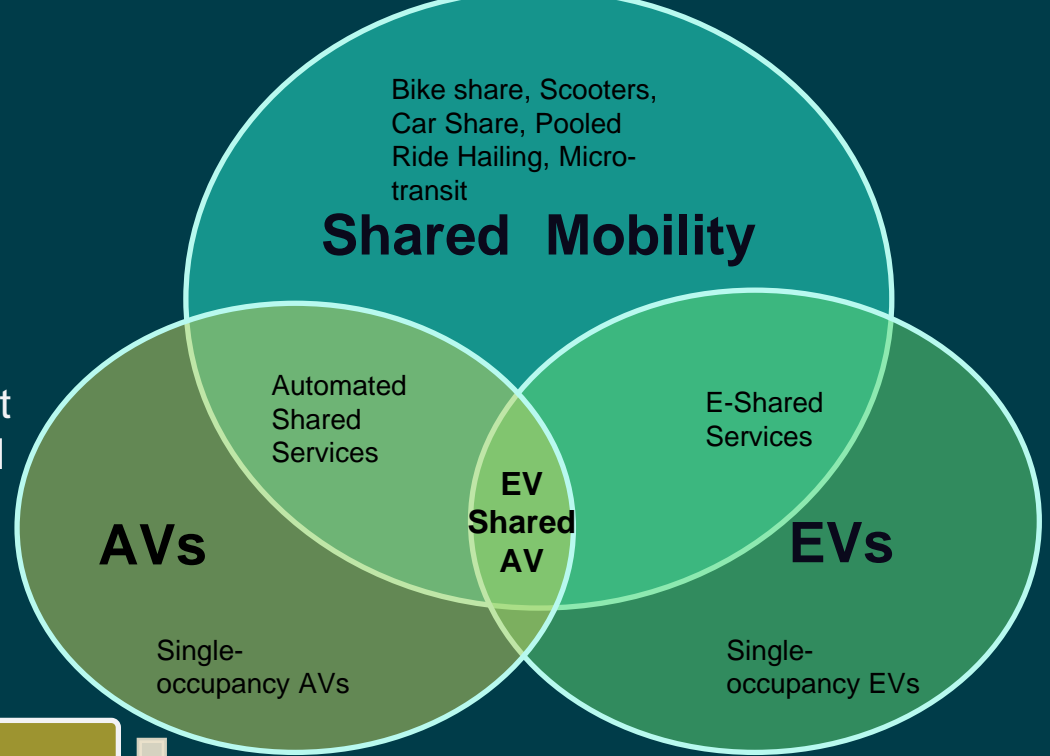 Bike share, Scooters,
Car Share, Pooled
Ride Hailing, Micro-
transit
Shared Mobility
Automated
Shared
Services
E-Shared
Services
EV
Shared
AV
AVs
EVs
Single-
occupancy AVs
Single-
occupancy EVs